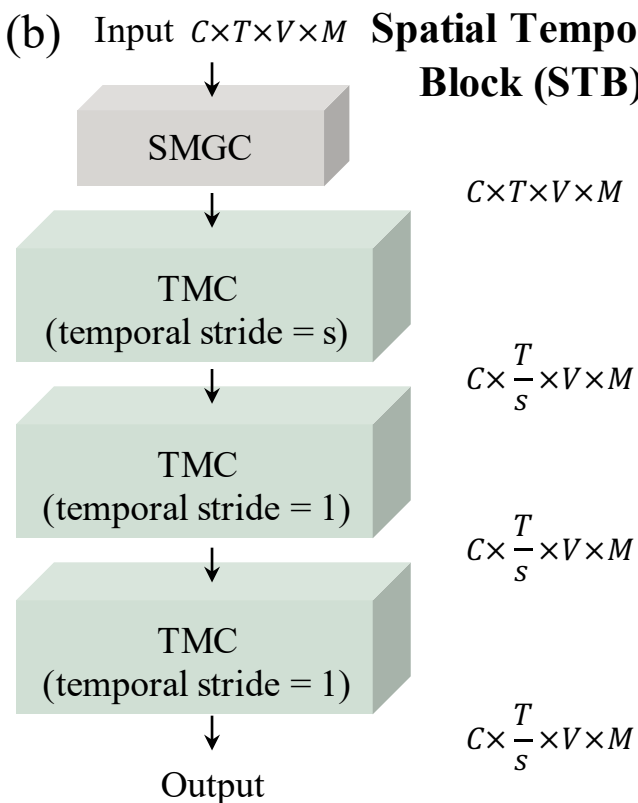 (b) Input C×T×V×M Spatial Tempo
Block (STB)
SMGC
C×T×V×M
TMC
(temporal stride = s)
C×T/s×V×M
TMC
(temporal stride = 1)
C×T/s×V×M
TMC
(temporal stride = 1)
C×T/s×V×M
Output